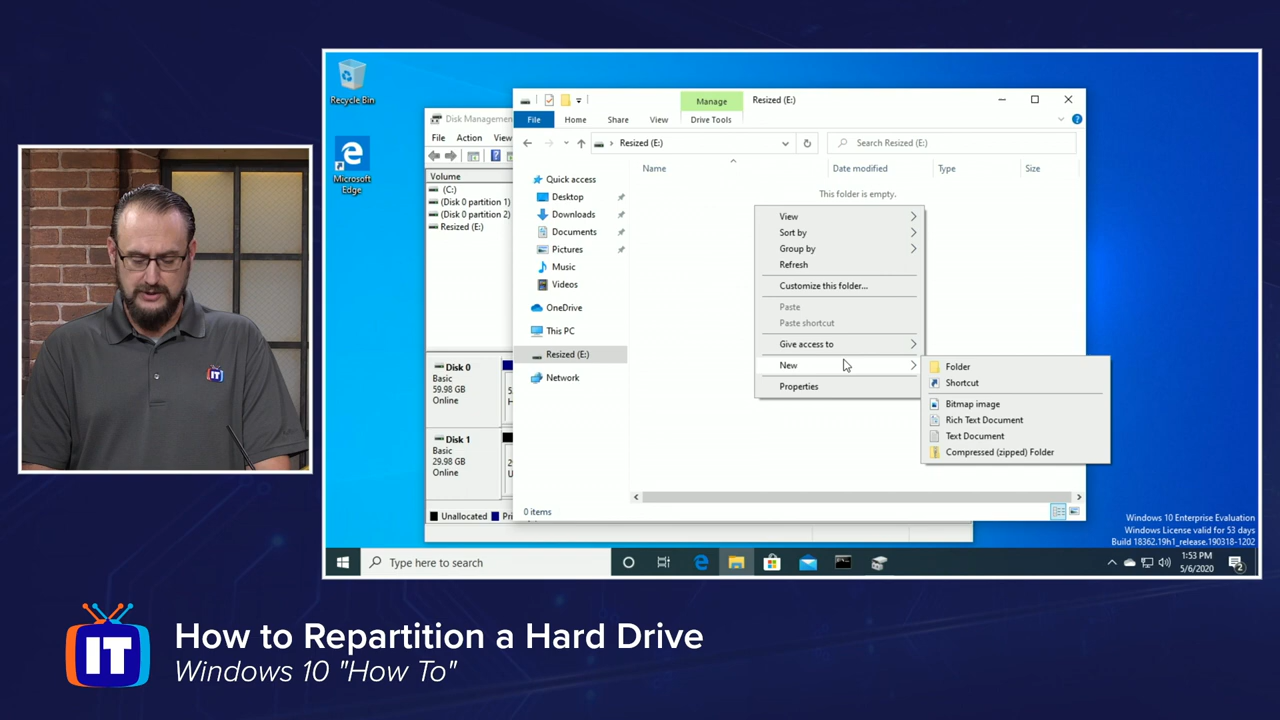 Recycle Bin
Microsoft
Edge
Disk Managemen
File Action View
Volume
(C:)
(Disk 0 partition 1)
(Disk 0 partition 2)
Resized (E:)
Disk 0
Basic
59.98 GB
Online
Disk 1
Basic
29.98 GB
Online
Unallocated
Manage
Resized (E:)
File Home Share View Drive Tools
Resized (E:)
Search Resized (E:)
Name Date modified Type Size
This folder is empty.
Quick access
Desktop
Downloads
Documents
Pictures
Music
Videos
OneDrive
This PC
Resized (E:)
Network
0 items
View
Sort by
Group by
Refresh
Customize this folder...
Paste
Paste shortcut
Give access to
New
Properties
Folder
Shortcut
Bitmap image
Rich Text Document
Text Document
Compressed (zipped) Folder
Windows 10 Enterprise Evaluation
Windows License valid for 53 days
Build 18362.19h1_release.190318-1202
Type here to search
1:53 PM
5/6/2020
2
IT
IT
How to Repartition a Hard Drive
Windows 10 "How To"